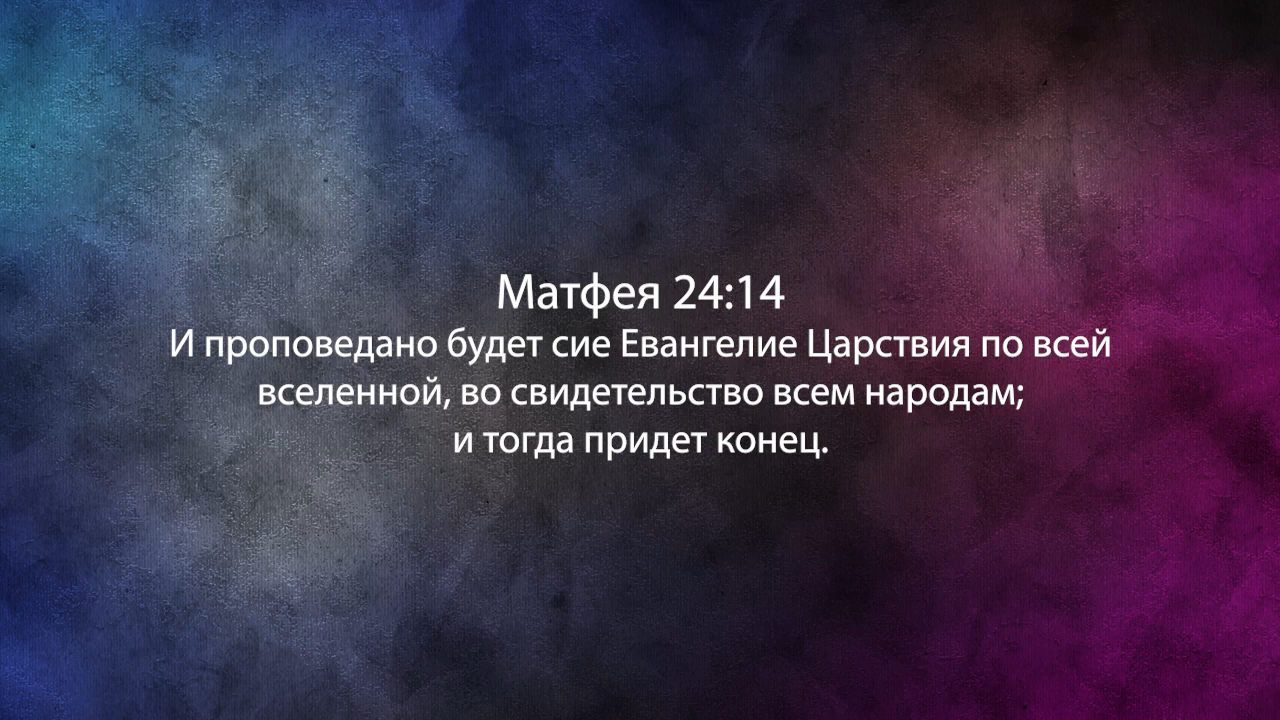 Матфея 24:14
И проповедано будет сие Евангелие Царствия по всей
вселенной, во свидетельство всем народам;
и тогда придет конец.